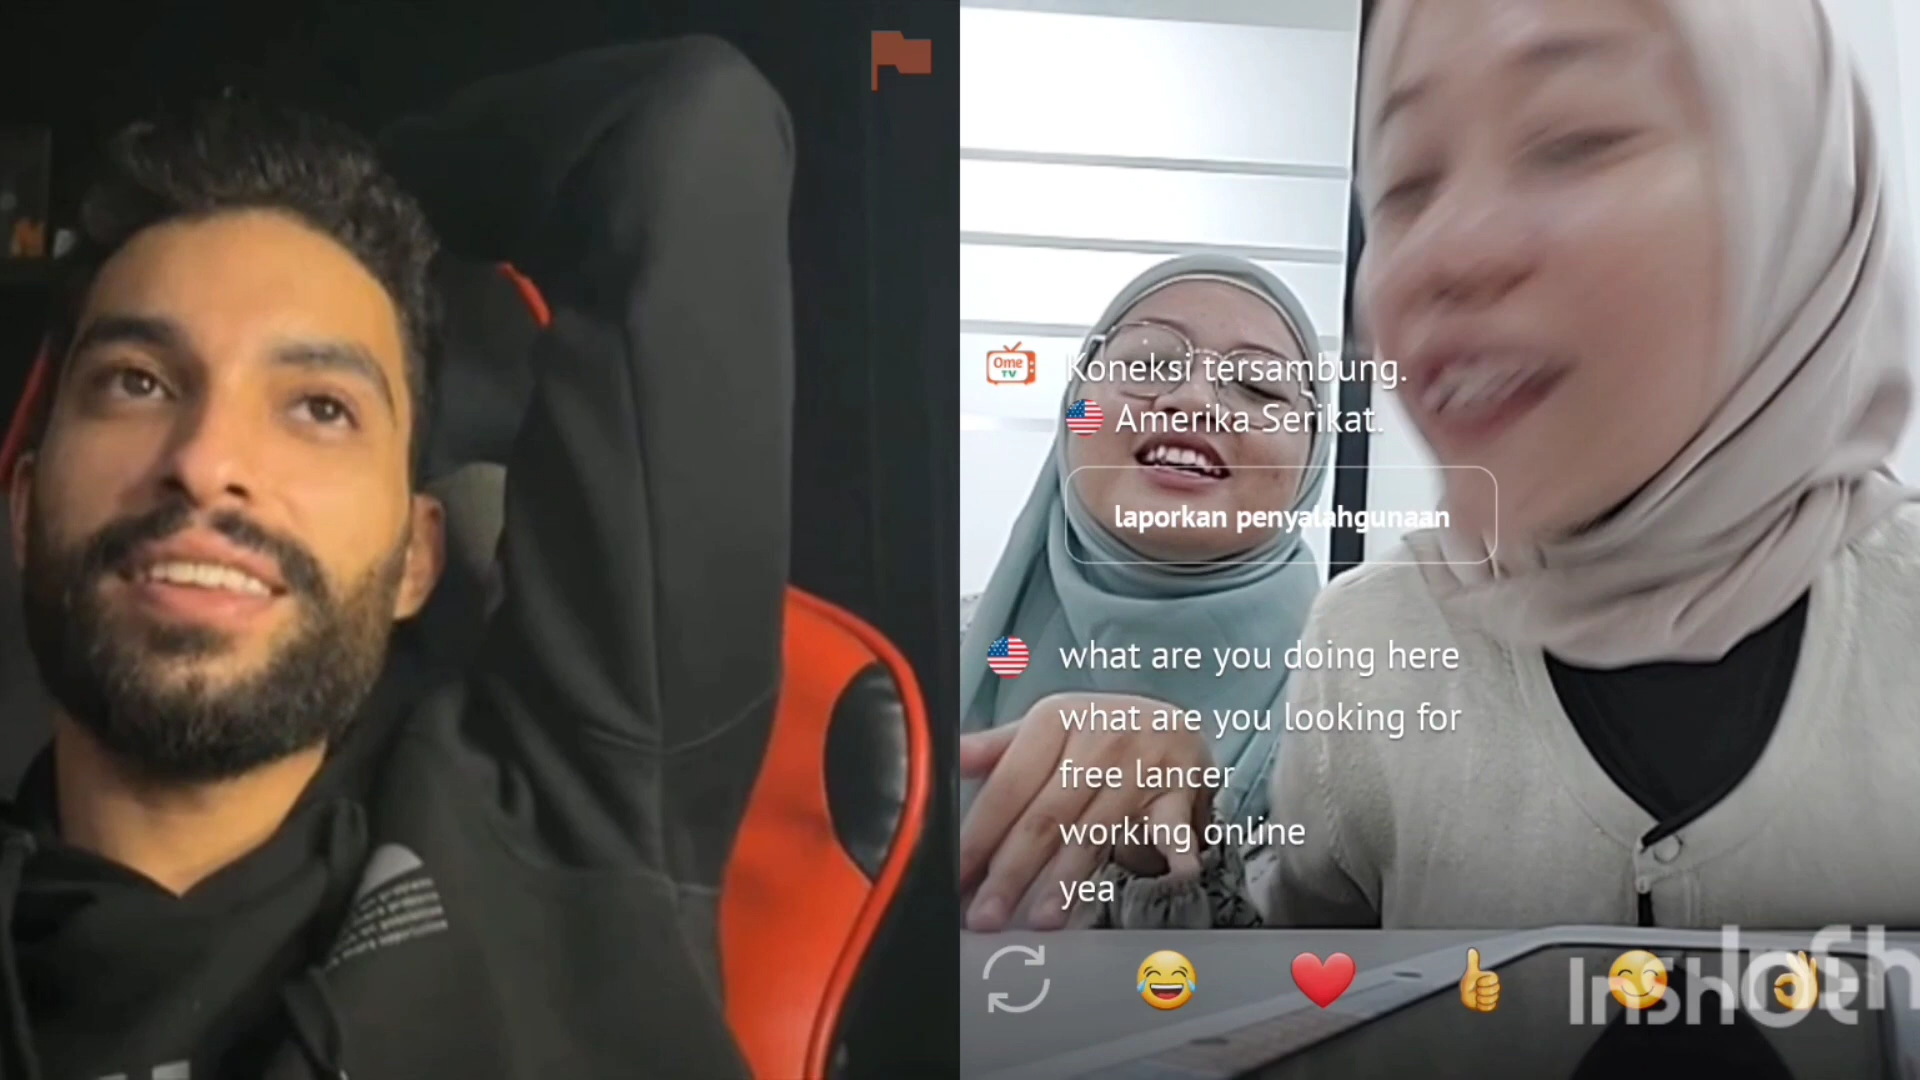 Ome
TV
Koneksi tersambung.
Amerika Serikat.
laporkan penyalahgunaan
what are you doing here
what are you looking for
free lancer
working online
yea
InShot